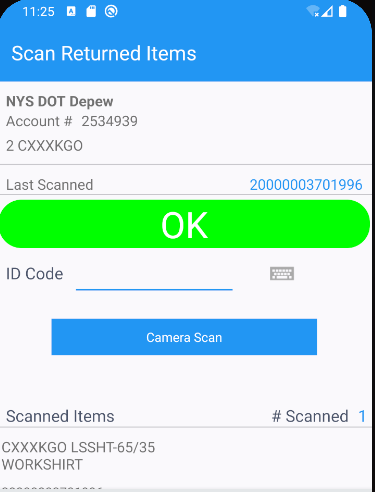 11:25
Scan Returned Items
NYS DOT Depew
Account # 2534939
2 CXXXKGO
Last Scanned 20000003701996
OK
ID Code
Camera Scan
Scanned Items # Scanned 1
CXXXKGO LSSHT-65/35
WORKSHIRT